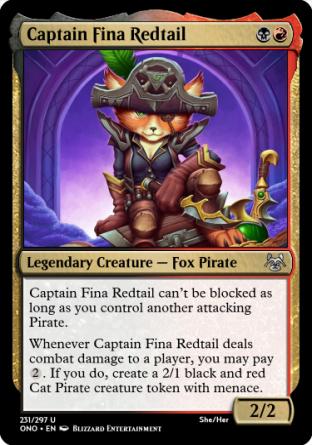 Captain Fina Redtail
Legendary Creature — Fox Pirate
Captain Fina Redtail can't be blocked as
long as you control another attacking
Pirate.
Whenever Captain Fina Redtail deals
combat damage to a player, you may pay
2. If you do, create a 2/1 black and red
Cat Pirate creature token with menace.
2/2
231/297 U
She/Her
ONO • EN Blizzard Entertainment